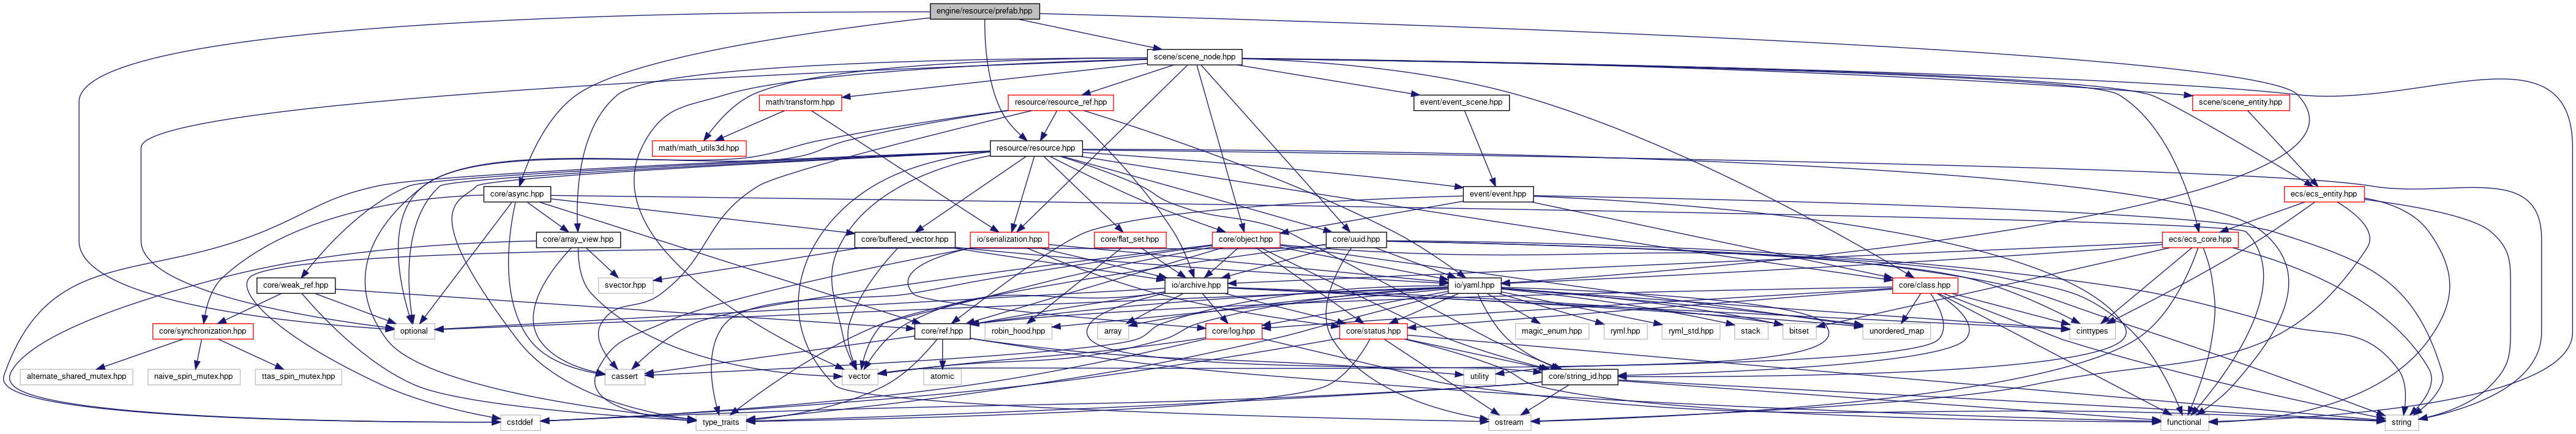 engine/resource/prefab.hpp
scene/scene_node.hpp
math/transform.hpp
resource/resource_ref.hpp
event/event_scene.hpp
scene/scene_entity.hpp
math/math_utils3d.hpp
resource/resource.hpp
core/async.hpp
event/event.hpp
ecs/ecs_entity.hpp
core/array_view.hpp
core/buffered_vector.hpp
io/serialization.hpp
core/flat_set.hpp
core/object.hpp
core/uuid.hpp
ecs/ecs_core.hpp
core/weak_ref.hpp
svector.hpp
io/archive.hpp
io/yaml.hpp
core/class.hpp
core/synchronization.hpp
optional
core/ref.hpp
robin_hood.hpp
array
core/log.hpp
core/status.hpp
magic_enum.hpp
ryml.hpp
ryml_std.hpp
stack
bitset
unordered_map
cinttypes
alternate_shared_mutex.hpp
naive_spin_mutex.hpp
ttas_spin_mutex.hpp
cassert
vector
atomic
utility
core/string_id.hpp
cstddef
type_traits
ostream
functional
string